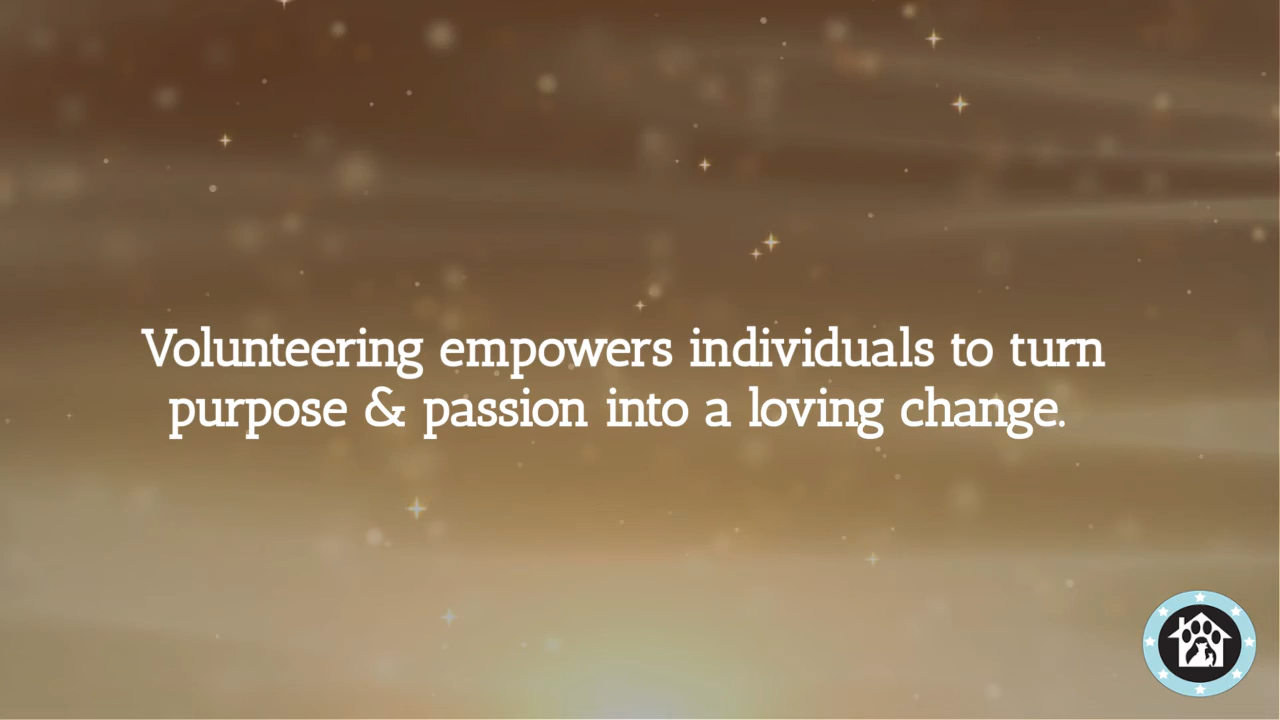 Volunteering empowers individuals to turn
purpose & passion into a loving change.